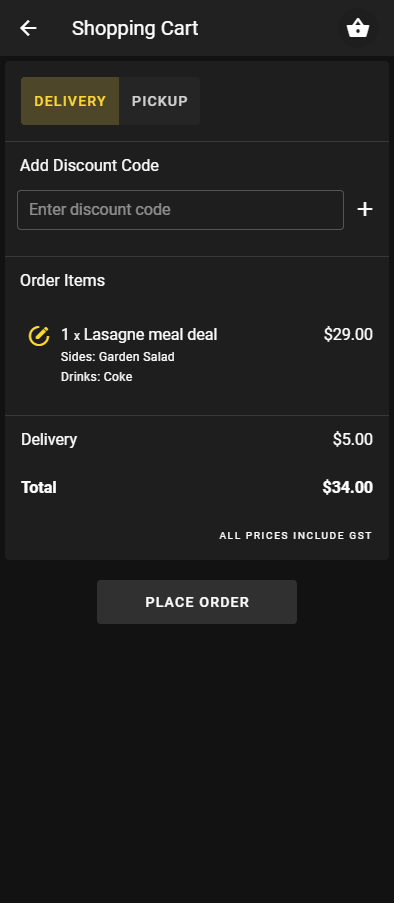 Shopping Cart
DELIVERY PICKUP
Add Discount Code
Enter discount code
Order Items
1 x Lasagne meal deal $29.00
Sides: Garden Salad
Drinks: Coke
Delivery $5.00
Total $34.00
ALL PRICES INCLUDE GST
PLACE ORDER